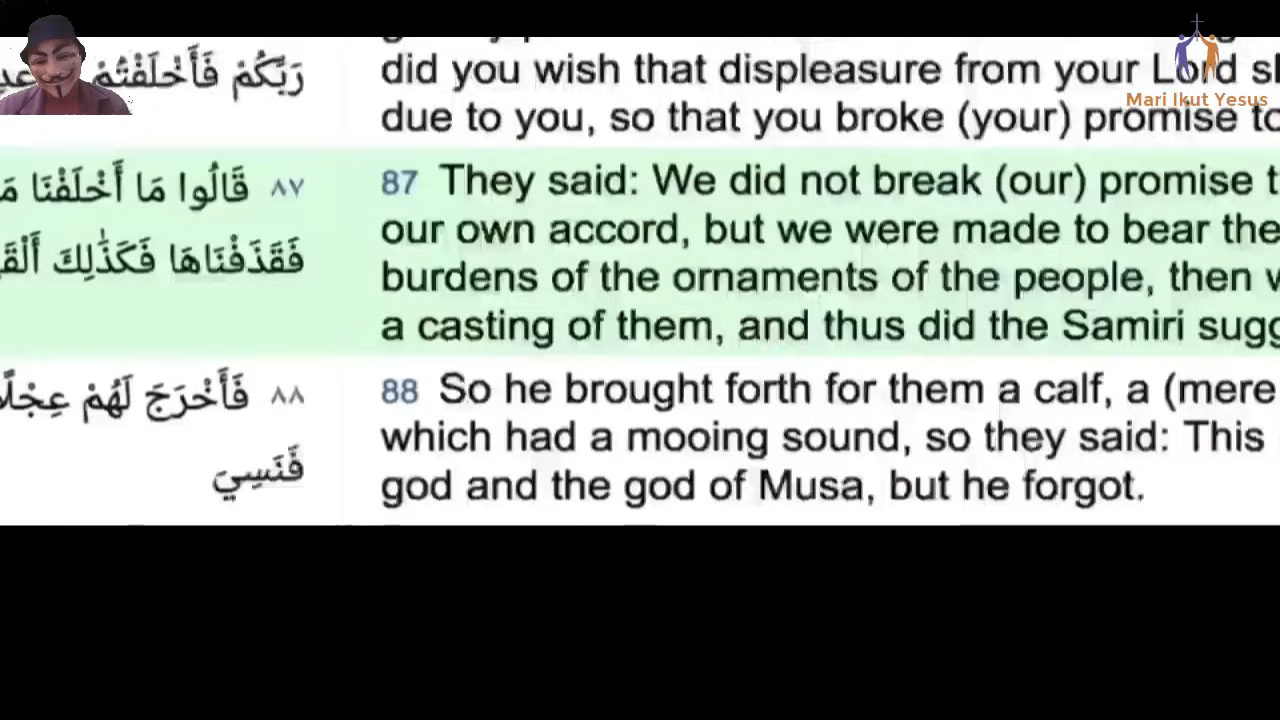 رَبِّكُمْ فَأَخْلَفْتُمْ
did you wish that displeasure from your Lord
due to you, so that you broke (your) promise to
Mari Ikut Yesus
٨٧ قَالُوا مَا أَخْلَفْنَا
فَقَذَفْنَاهَا فَكَذَٰلِكَ
87 They said: We did not break (our) promise
our own accord, but we were made to bear the
burdens of the ornaments of the people, then
a casting of them, and thus did the Samiri
٨٨ فَأَخْرَجَ لَهُمْ
فَنَسِيَ
88 So he brought forth for them a calf, a (mere
which had a mooing sound, so they said: This
god and the god of Musa, but he forgot.